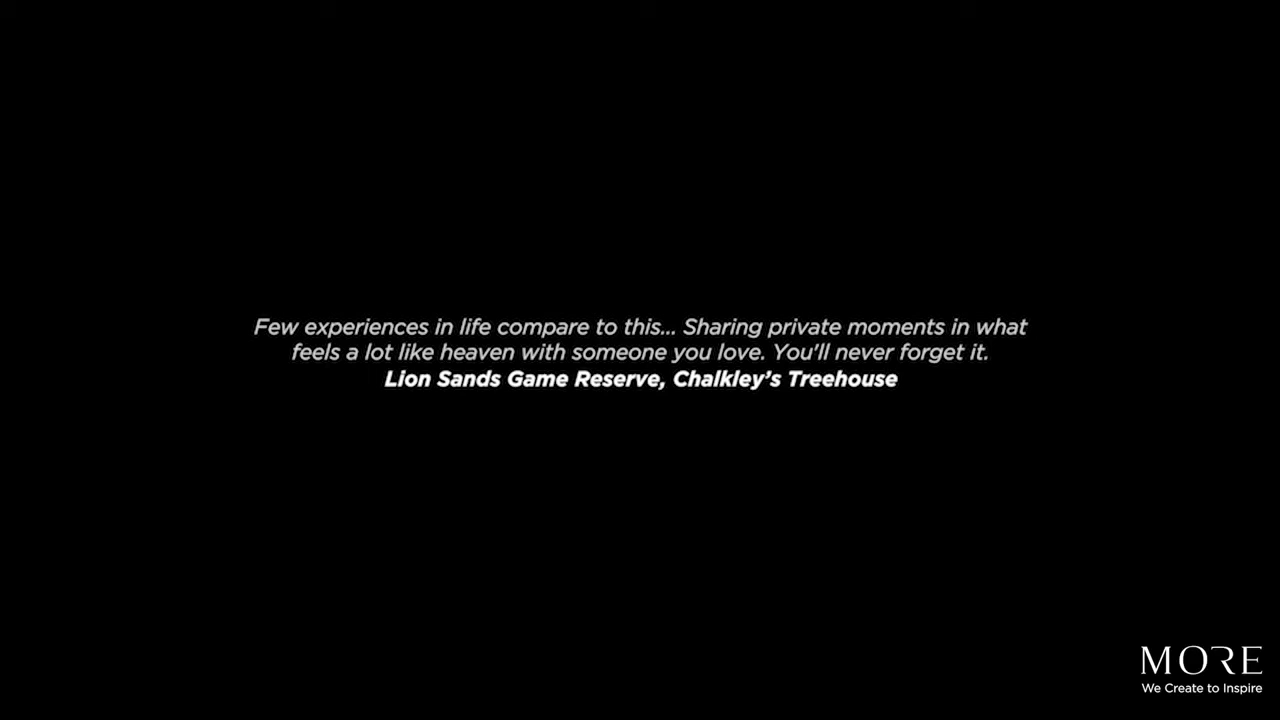 Few experiences in life compare to this... Sharing private moments in what
feels a lot like heaven with someone you love. You'll never forget it.
Lion Sands Game Reserve, Chalkley's Treehouse
MORE
We Create to Inspire